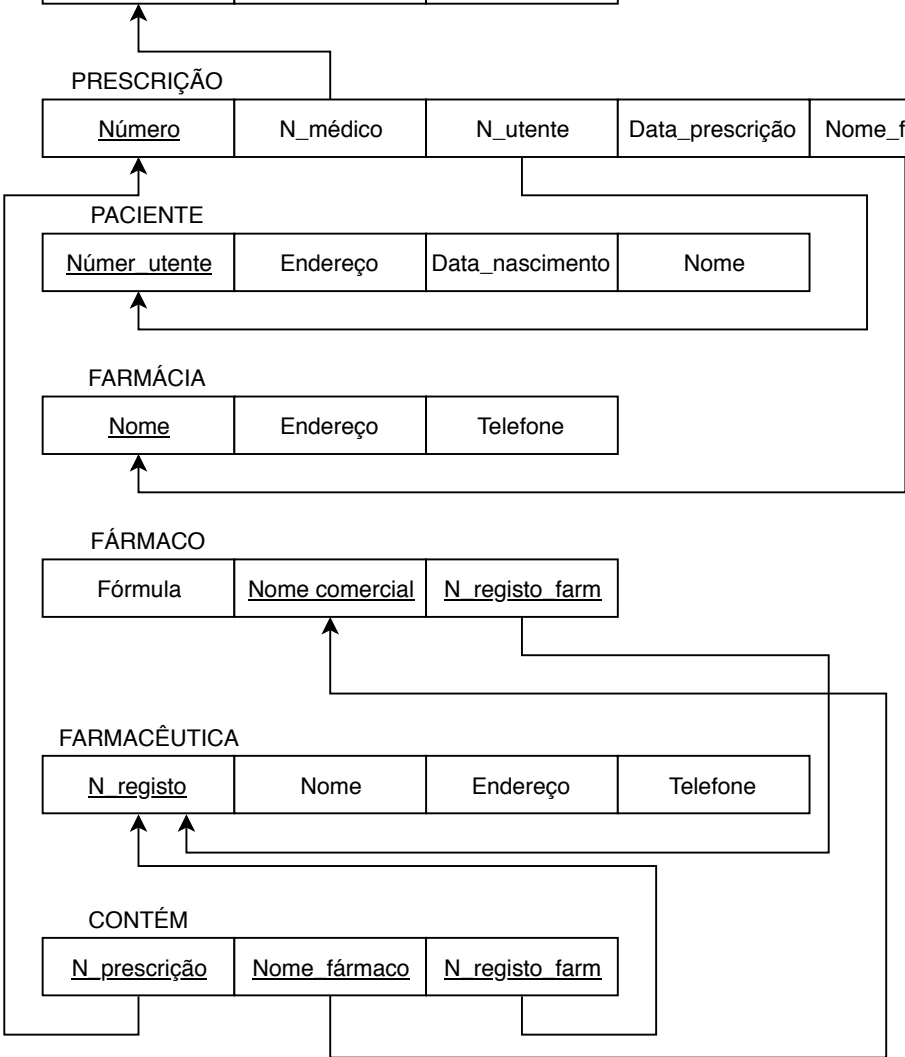 PRESCRIÇÃO
Número N_médico N_utente Data_prescrição Nome_f
PACIENTE
Númer_utente Endereço Data_nascimento Nome
FARMÁCIA
Nome Endereço Telefone
FÁRMACO
Fórmula Nome comercial N_registo_farm
FARMACÊUTICA
N_registo Nome Endereço Telefone
CONTÉM
N_prescrição Nome_fármaco N_registo_farm